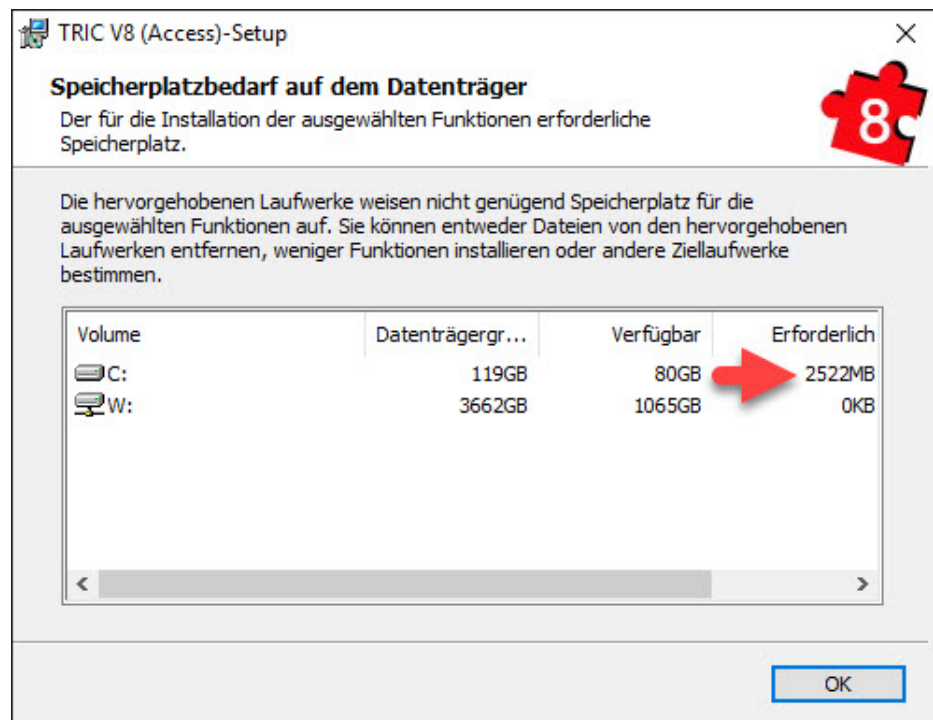 TRIC V8 (Access)-Setup
Speicherplatzbedarf auf dem Datenträger
Der für die Installation der ausgewählten Funktionen erforderliche
Speicherplatz.
8
Die hervorgehobenen Laufwerke weisen nicht genügend Speicherplatz für die
ausgewählten Funktionen auf. Sie können entweder Dateien von den hervorgehobenen
Laufwerken entfernen, weniger Funktionen installieren oder andere Ziellaufwerke
bestimmen.
Volume Datenträgergr... Verfügbar Erforderlich
C: 119GB 80GB 2522MB
W: 3662GB 1065GB 0KB
OK